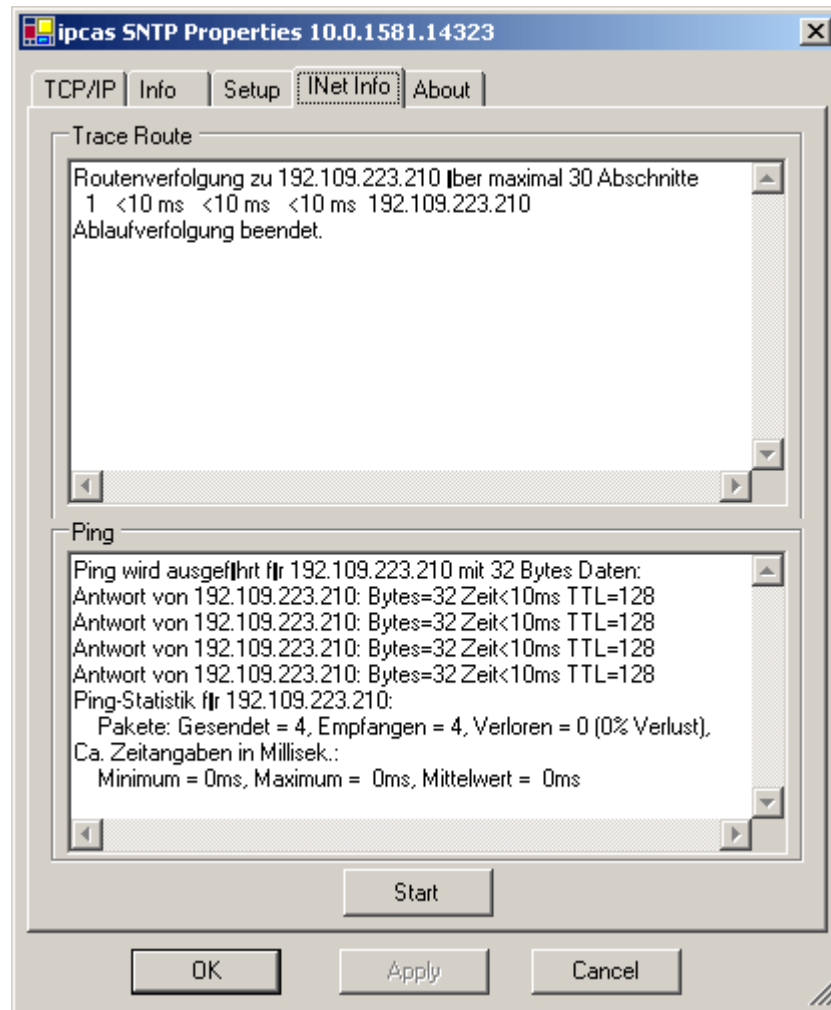 ipcas SNTP Properties 10.0.1581.14323
TCP/IP Info Setup INet Info About
Trace Route
Routenverfolgung zu 192.109.223.210 ‖ber maximal 30 Abschnitte
1 <10 ms <10 ms <10 ms 192.109.223.210
Ablaufverfolgung beendet.
Ping
Ping wird ausgef‖hrt f‖r 192.109.223.210 mit 32 Bytes Daten:
Antwort von 192.109.223.210: Bytes=32 Zeit<10ms TTL=128
Antwort von 192.109.223.210: Bytes=32 Zeit<10ms TTL=128
Antwort von 192.109.223.210: Bytes=32 Zeit<10ms TTL=128
Antwort von 192.109.223.210: Bytes=32 Zeit<10ms TTL=128
Ping-Statistik f‖r 192.109.223.210:
Pakete: Gesendet = 4, Empfangen = 4, Verloren = 0 (0% Verlust),
Ca. Zeitangaben in Millisek.:
Minimum = 0ms, Maximum =  0ms, Mittelwert =  0ms
Start
OK Apply Cancel